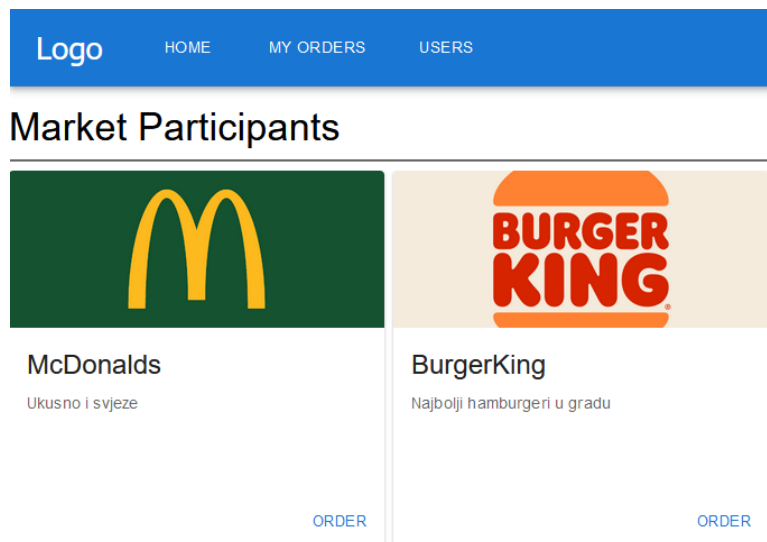 Logo HOME MY ORDERS USERS
Market Participants
BURGER
KING
McDonalds
Ukusno i svjeze
ORDER
BurgerKing
Najbolji hamburgeri u gradu
ORDER